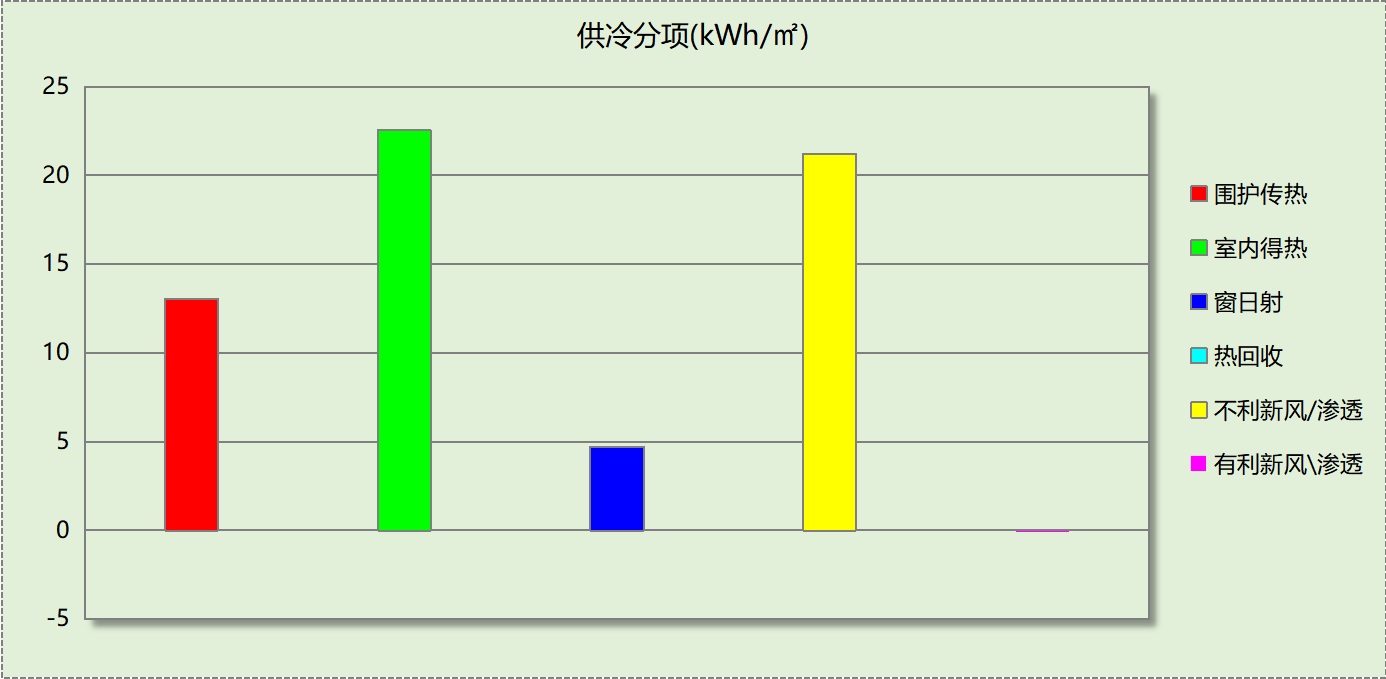 供冷分项(kWh/㎡)
25
20
15
10
5
0
-5
围护传热
室内得热
窗日射
热回收
不利新风/渗透
有利新风\渗透